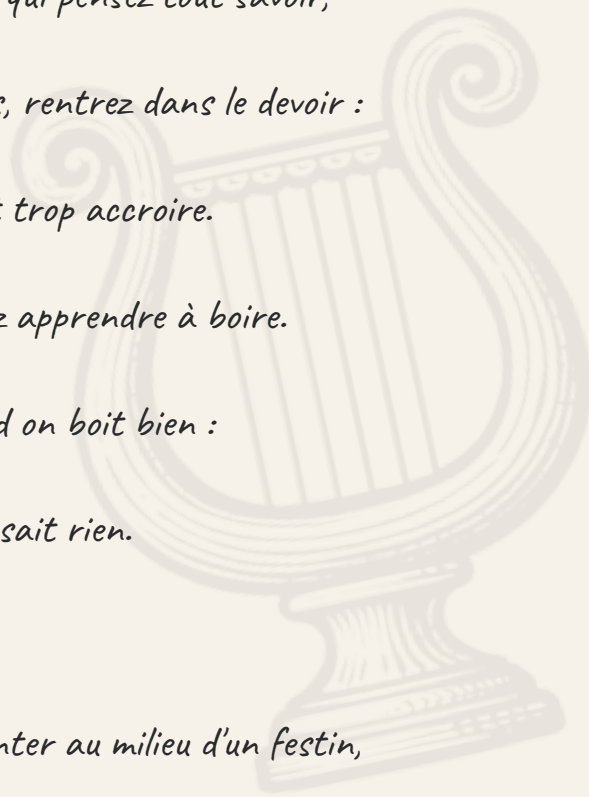 qui pensez tout savoir,
rentrez dans le devoir :
trop accroire.
apprendre à boire.
on boit bien :
sait rien.
au milieu d'un festin,